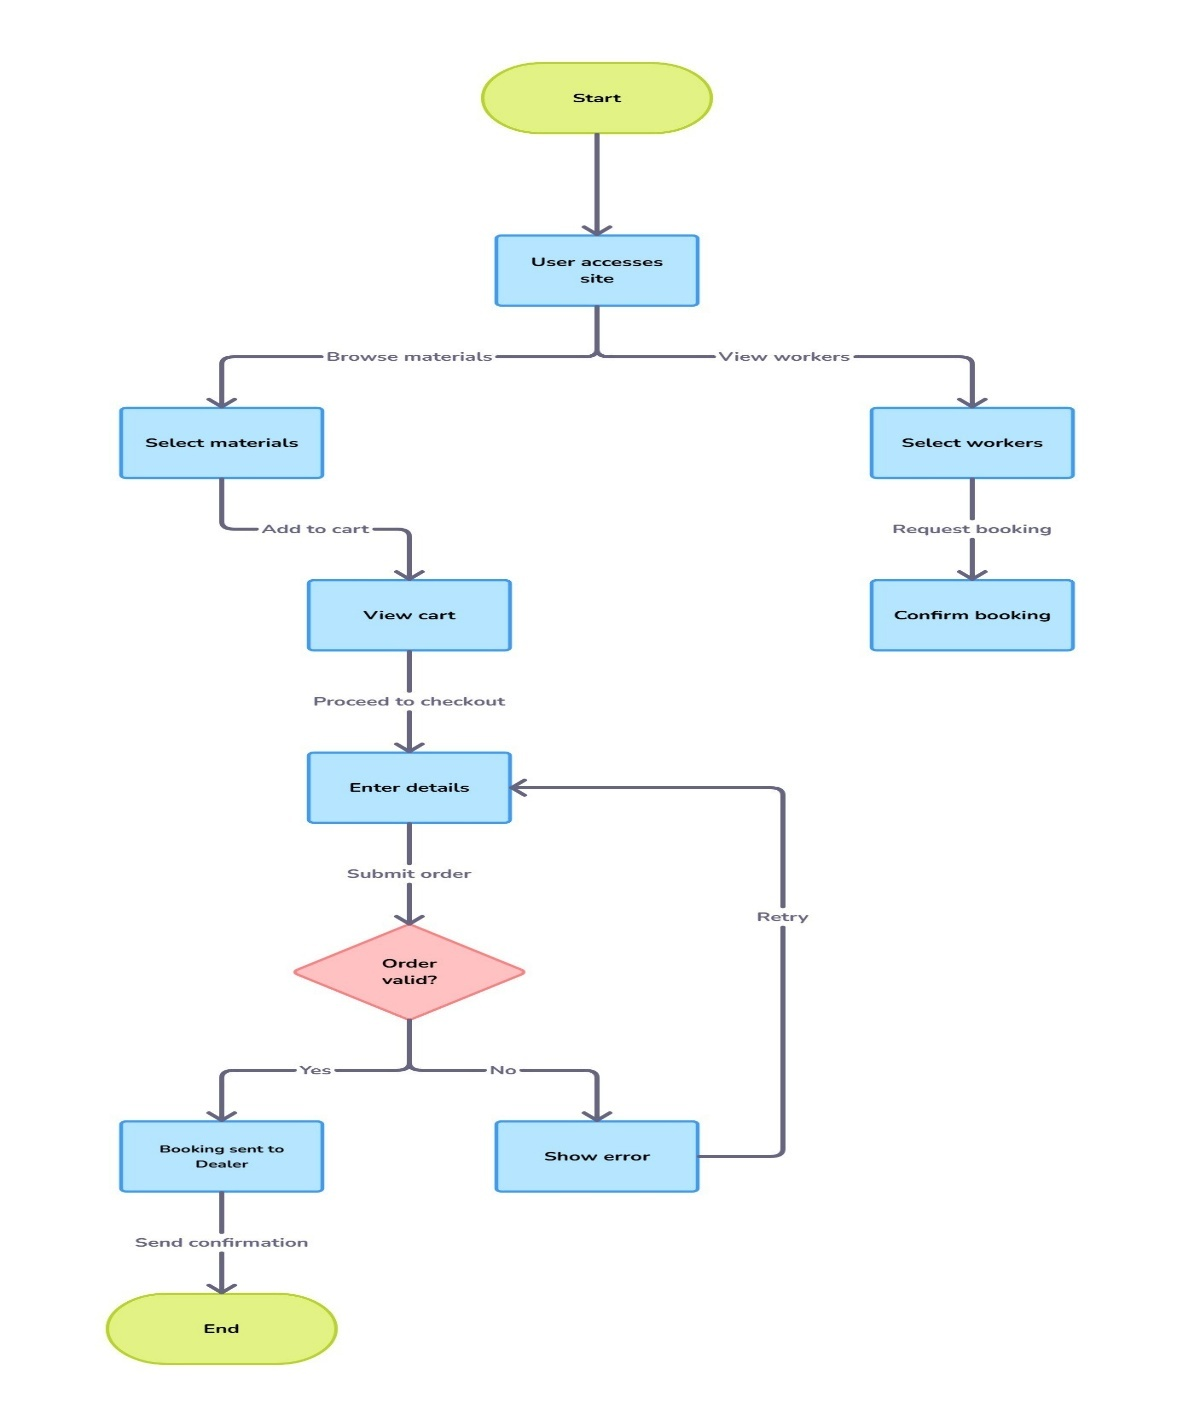 Start
User accesses
site
Browse materials
View workers
Select materials
Select workers
Add to cart
Request booking
View cart
Confirm booking
Proceed to checkout
Enter details
Submit order
Retry
Order
valid?
Yes
No
Booking sent to
Dealer
Show error
Send confirmation
End